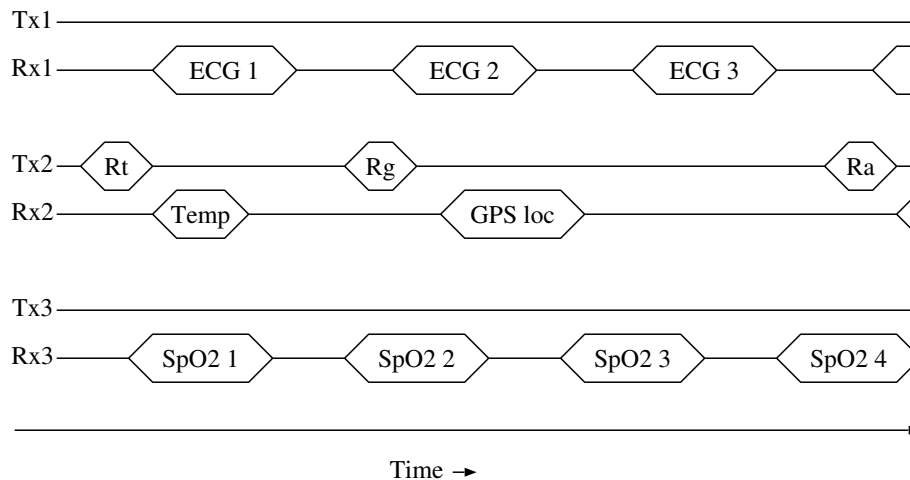 Tx1
Rx1 ECG 1 ECG 2 ECG 3
Tx2 Rt Rg Ra
Rx2 Temp GPS loc
Tx3
Rx3 SpO2 1 SpO2 2 SpO2 3 SpO2 4
Time →